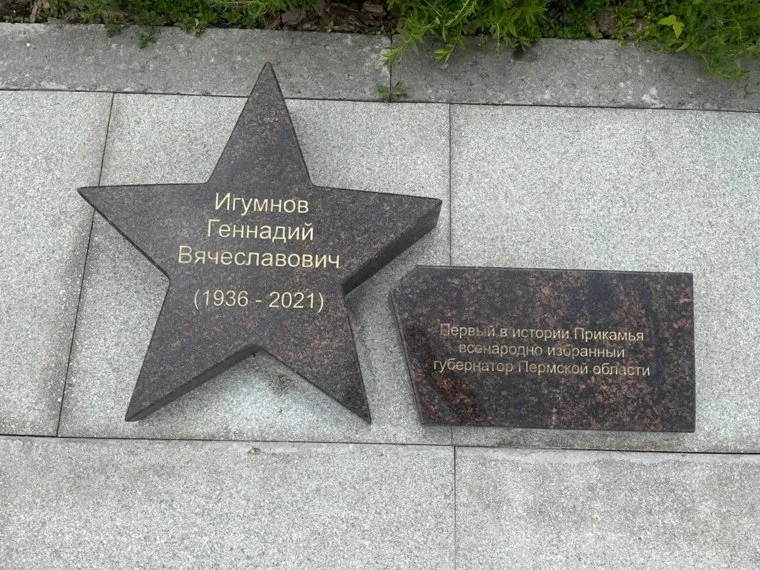 Игумнов
Геннадий
Вячеславович
(1936 - 2021)
Первый в истории Прикамья
всенародно избранный
губернатор Пермской области